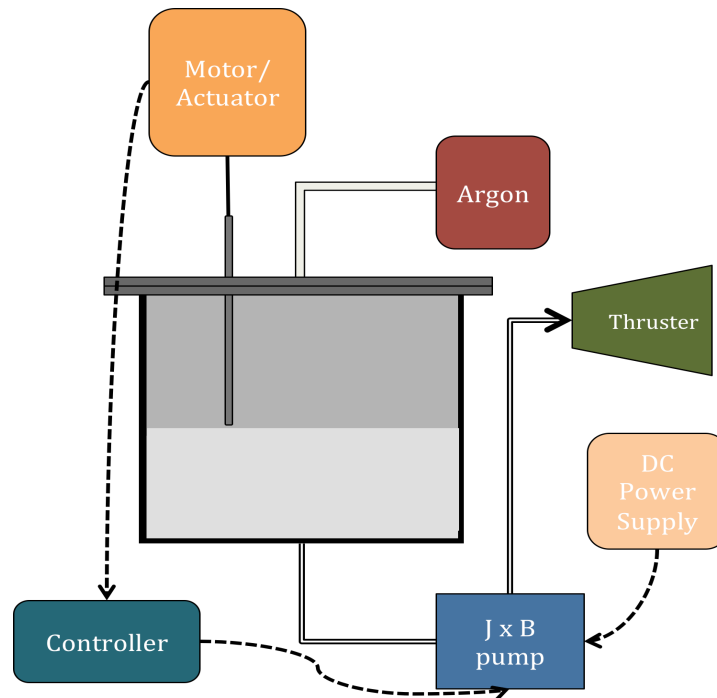 Motor/
Actuator
Argon
Thruster
DC
Power
Supply
Controller
J x B
pump